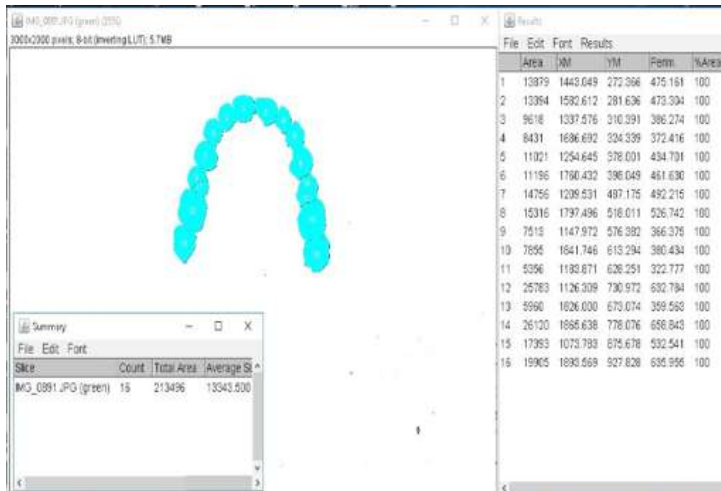 IMG_0891.JPG (green) (25%)
3000x2000 pixels; 8-bit (inverting LUT); 5.7MB
Results
File Edit Font Results
Area XM YM Perim. %Area
1 13879 1443.049 272.366 475.161 100
2 13394 1582.612 281.636 473.304 100
3 9618 1337.576 310.391 386.274 100
4 8431 1686.692 324.339 372.416 100
5 11021 1254.645 378.001 434.701 100
6 11196 1760.432 398.049 461.630 100
7 14756 1209.531 487.175 492.215 100
8 15316 1797.496 518.011 526.742 100
9 7513 1147.972 576.382 366.375 100
10 7855 1841.746 613.294 380.434 100
11 5356 1183.871 628.251 322.777 100
12 25783 1126.309 730.972 632.784 100
13 5960 1826.000 673.074 359.563 100
14 26120 1865.638 778.076 658.843 100
15 17393 1073.783 875.678 532.541 100
16 19905 1893.569 927.828 635.955 100
Summary
File Edit Font
Slice Count Total Area Average Si
IMG_0891.JPG (green) 16 213496 13343.500